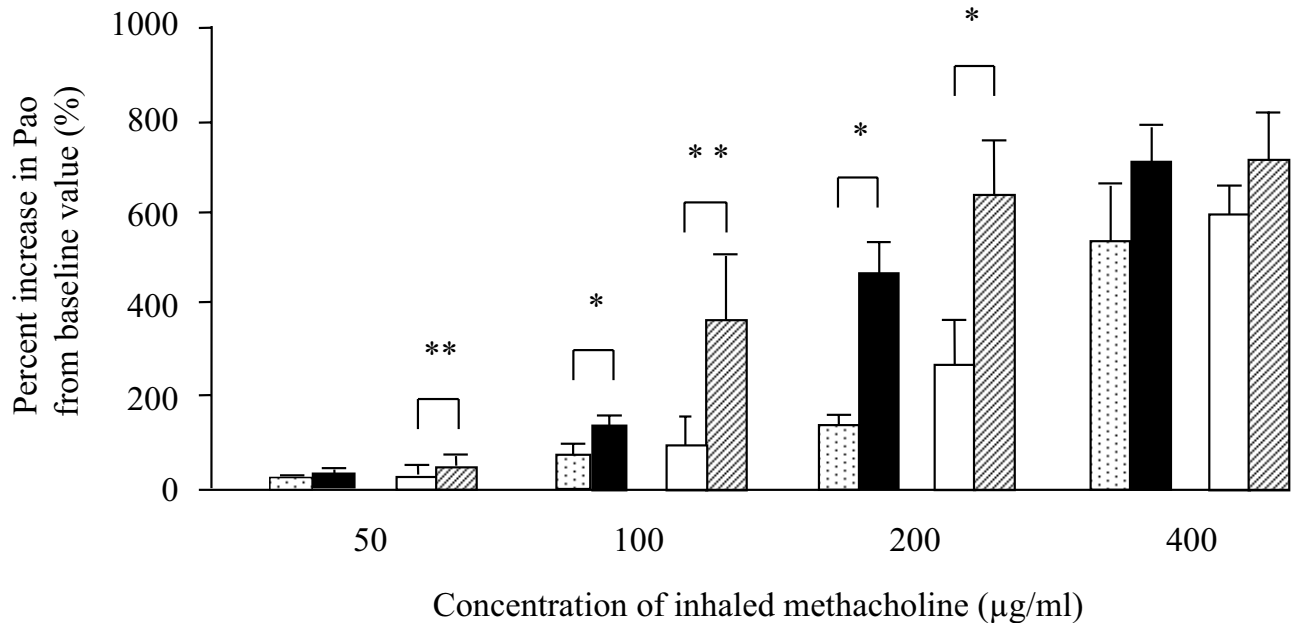 Percent increase in Pao
from baseline value (%)
1000
800
600
400
200
0
*
*
* *
*
**
50 100 200 400
Concentration of inhaled methacholine (µg/ml)